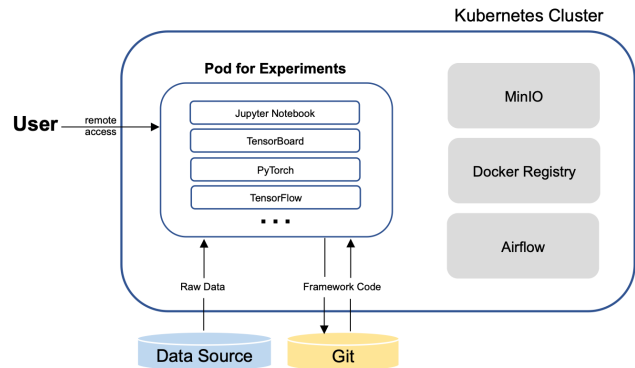 Kubernetes Cluster
Pod for Experiments
Jupyter Notebook
TensorBoard
PyTorch
TensorFlow
...
User
remote
access
MinIO
Docker Registry
Airflow
Raw Data
Framework Code
Data Source
Git